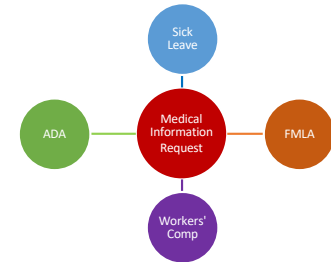 Sick
Leave
ADA
Medical
Information
Request
FMLA
Workers'
Comp